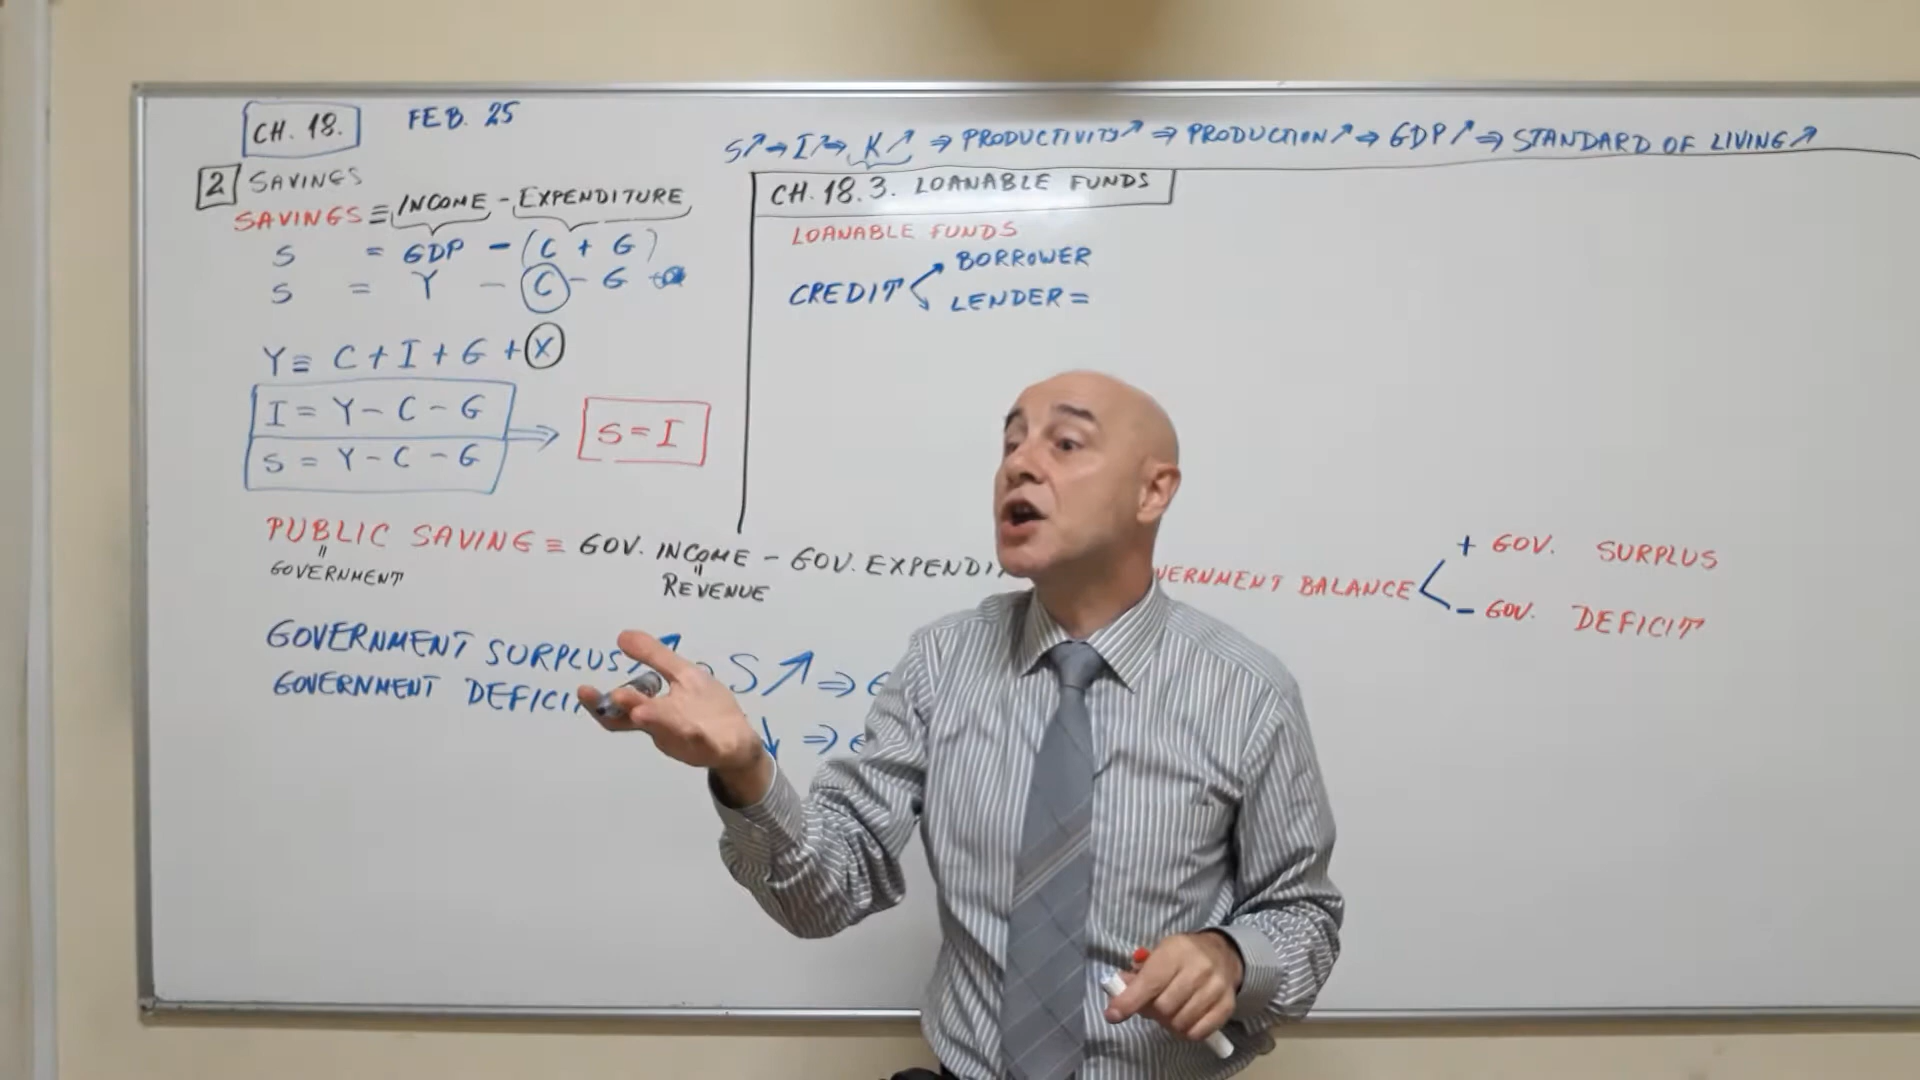 CH. 18.
FEB. 25
S↗ ⇒ I↗ ⇒ K↗ ⇒ PRODUCTIVITY↗ ⇒ PRODUCTION↗ ⇒ GDP↗ ⇒ STANDARD OF LIVING↗
2 SAVINGS
SAVINGS ≡ INCOME - EXPENDITURE
S = GDP - (C + G)
S = Y - C - G
Y ≡ C + I + G + X
I = Y - C - G
S = Y - C - G
⇒ S = I
CH. 18.3. LOANABLE FUNDS
LOANABLE FUNDS
CREDIT
BORROWER
LENDER =
PUBLIC SAVING ≡ GOV. INCOME - GOV. EXPENDI
" GOVERNMENT
" REVENUE
VERNMENT BALANCE
+ GOV. SURPLUS
- GOV. DEFICIT
GOVERNMENT SURPLUS↗ S↗ ⇒
GOVERNMENT DEFICI ↓ ⇒